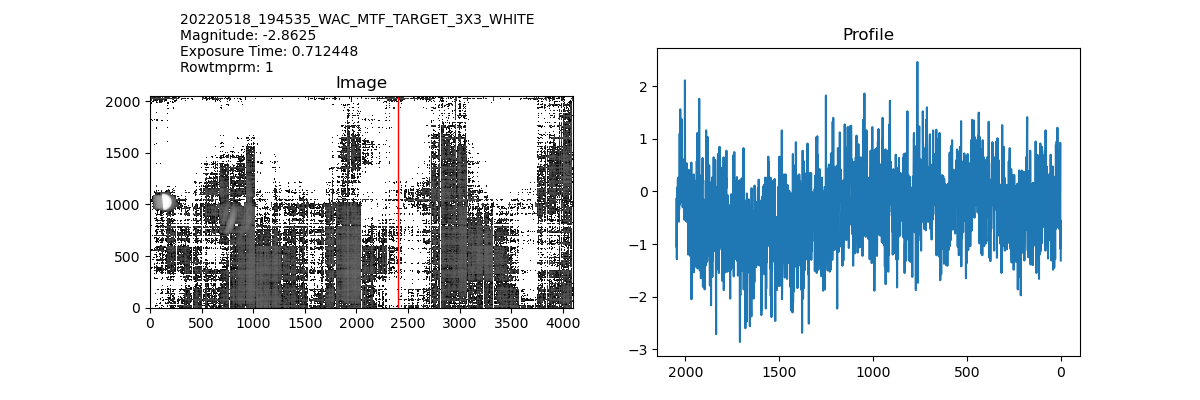 20220518_194535_WAC_MTF_TARGET_3X3_WHITE
Magnitude: -2.8625
Exposure Time: 0.712448
Rowtmprm: 1
Image
Profile
2000
1500
1000
500
0
0 500 1000 1500 2000 2500 3000 3500 4000
2
1
0
−1
−2
−3
2000 1500 1000 500 0